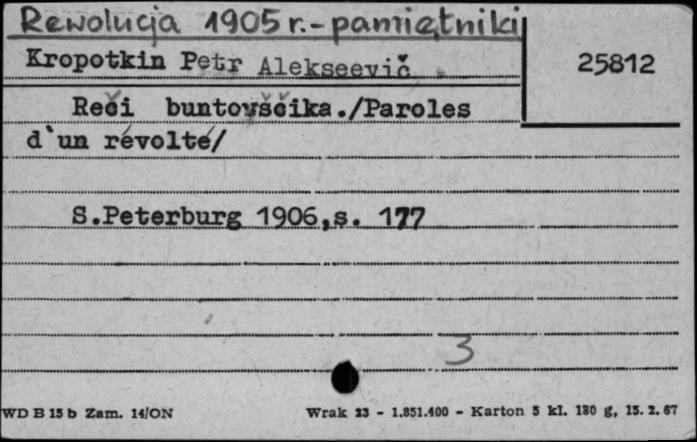 Rewolucja 1905 r.-pamiętniki
Kropotkin Petr Alekseevič
25812
Reči buntovščika./Paroles
d`un révolté/
S.Peterburg 1906,s. 177
3
WD B 15 b Zam. 14/ON Wrak 23 - 1.851.400 - Karton 5 kl. 180 g, 15. 2. 67